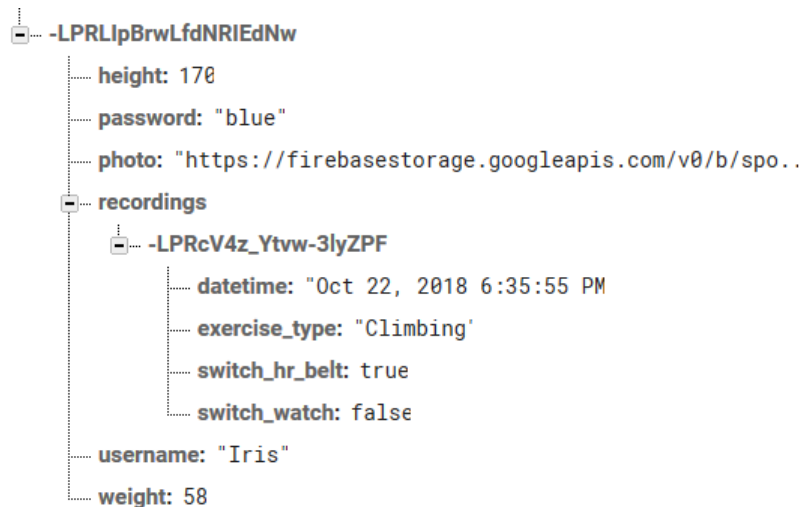 -LPRLIpBrwLfdNRIEdNw
height: 170
password: "blue"
photo: "https://firebasestorage.googleapis.com/v0/b/spo..
recordings
-LPRcV4z_Ytvw-3lyZPF
datetime: "Oct 22, 2018 6:35:55 PM
exercise_type: "Climbing'
switch_hr_belt: true
switch_watch: false
username: "Iris"
weight: 58